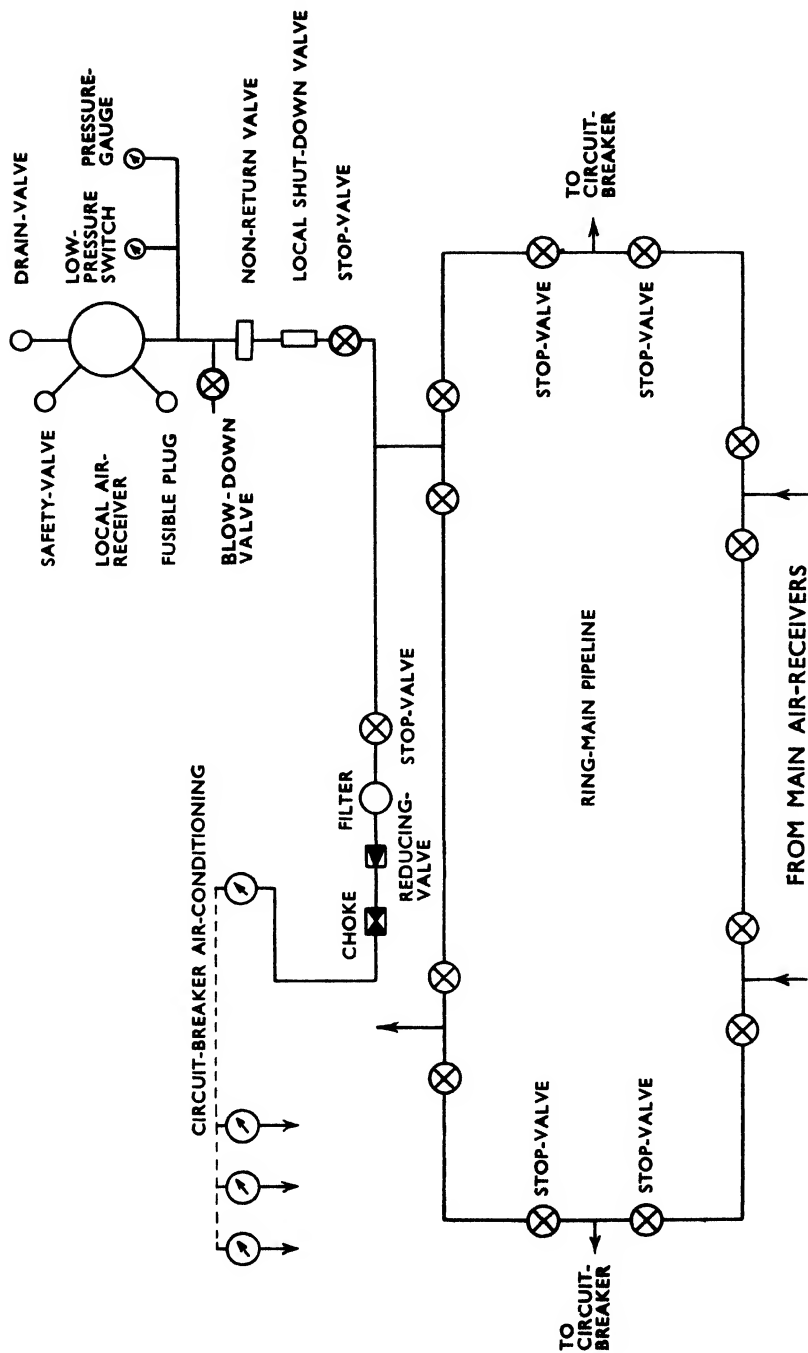 SAFETY-VALVE
DRAIN-VALVE
LOCAL AIR-
RECEIVER
LOW-
PRESSURE
SWITCH
PRESSURE-
GAUGE
FUSIBLE PLUG
BLOW-DOWN
VALVE
NON-RETURN VALVE
LOCAL SHUT-DOWN VALVE
STOP-VALVE
CIRCUIT-BREAKER AIR-CONDITIONING
CHOKE
REDUCING-
VALVE
FILTER
STOP-VALVE
STOP-VALVE
STOP-VALVE
TO
CIRCUIT-
BREAKER
RING-MAIN PIPELINE
STOP-VALVE
STOP-VALVE
TO
CIRCUIT-
BREAKER
FROM MAIN AIR-RECEIVERS